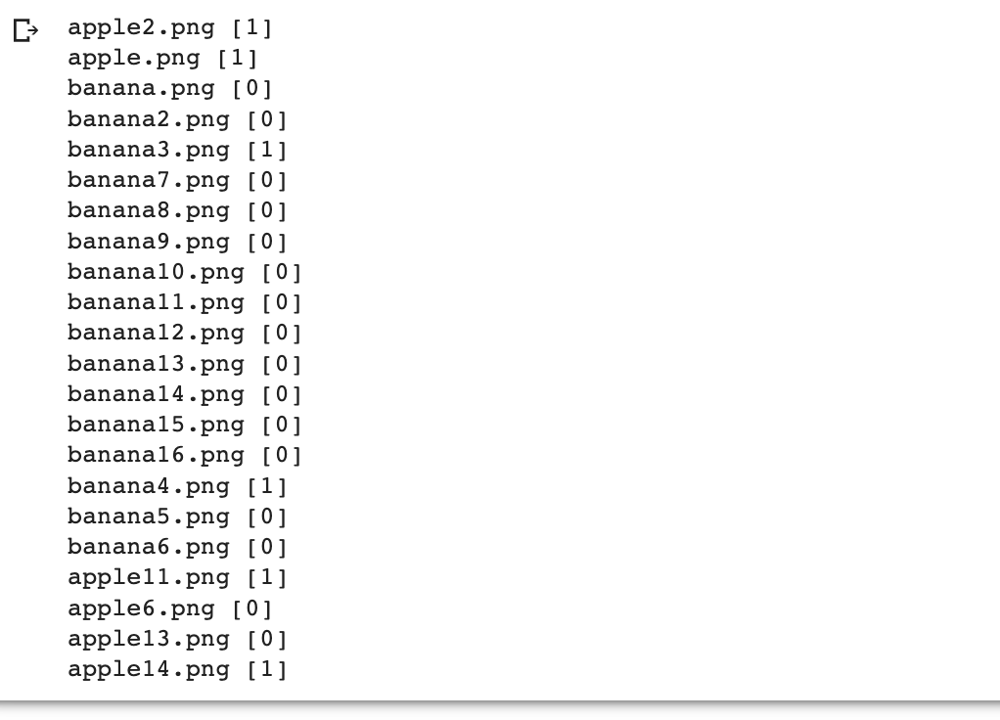 apple2.png [1]
apple.png [1]
banana.png [0]
banana2.png [0]
banana3.png [1]
banana7.png [0]
banana8.png [0]
banana9.png [0]
banana10.png [0]
banana11.png [0]
banana12.png [0]
banana13.png [0]
banana14.png [0]
banana15.png [0]
banana16.png [0]
banana4.png [1]
banana5.png [0]
banana6.png [0]
apple11.png [1]
apple6.png [0]
apple13.png [0]
apple14.png [1]